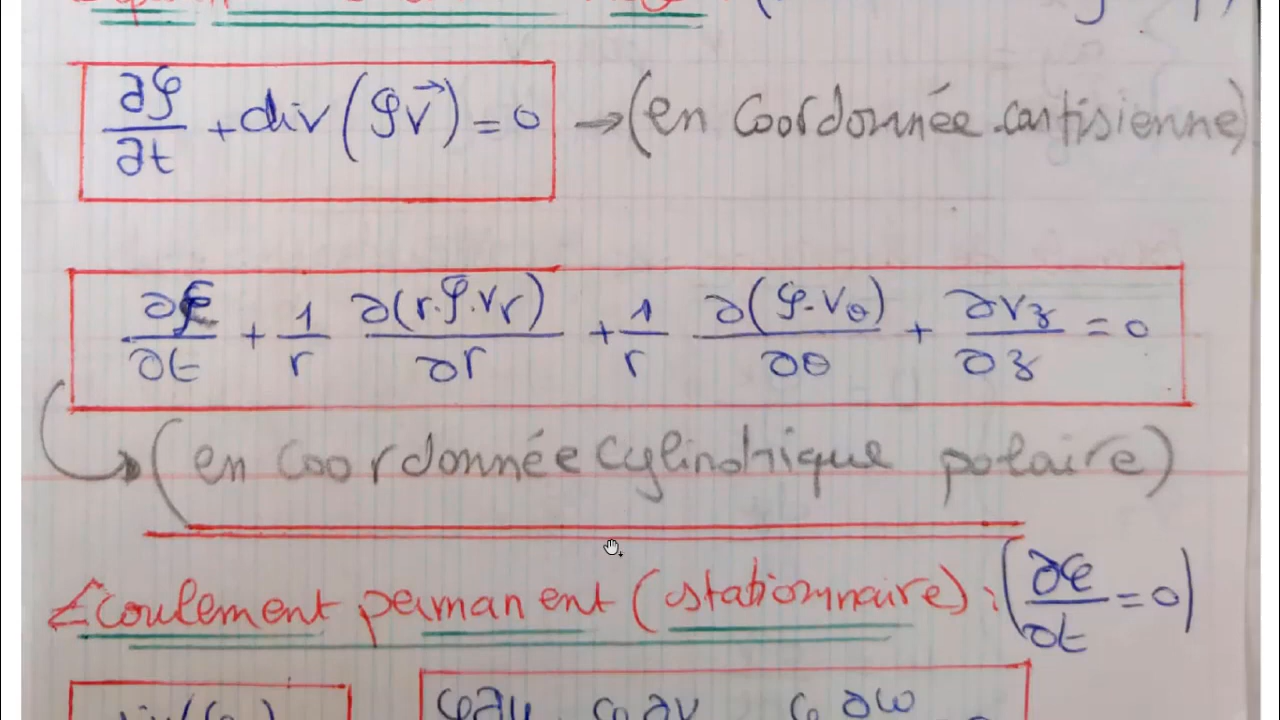 ∂ρ/∂t + div(ρV⃗) = 0 → (en coordonnée cartisienne)
∂ρ/∂t + 1/r ∂(r.ρ.Vr)/∂r + 1/r ∂(ρ.Vθ)/∂θ + ∂Vz/∂z = 0
(en coordonnée cylindrique polaire)
Ecoulement permanent (stationnaire) : (∂ρ/∂t = 0)